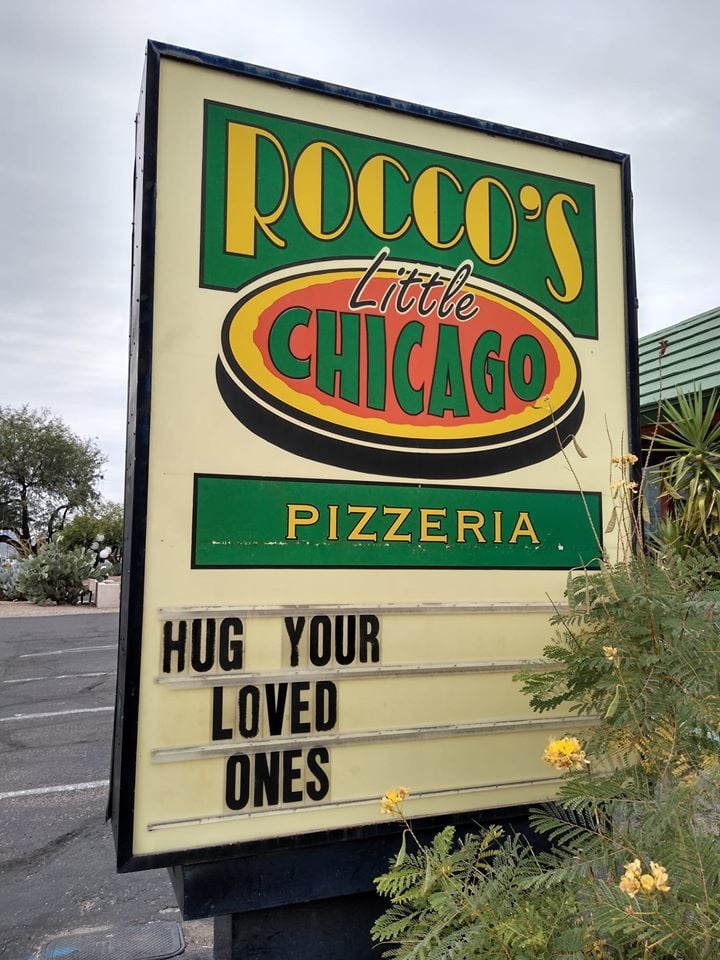 ROCCO'S
Little
CHICAGO
PIZZERIA
HUG YOUR
LOVED
ONES